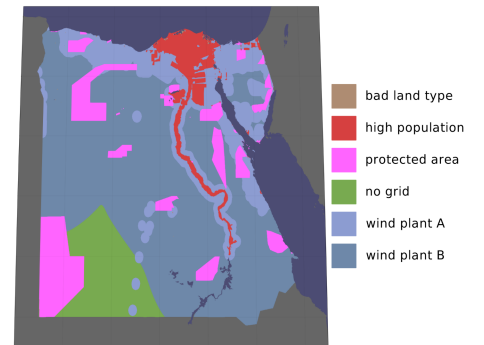 bad land type
high population
protected area
no grid
wind plant A
wind plant B